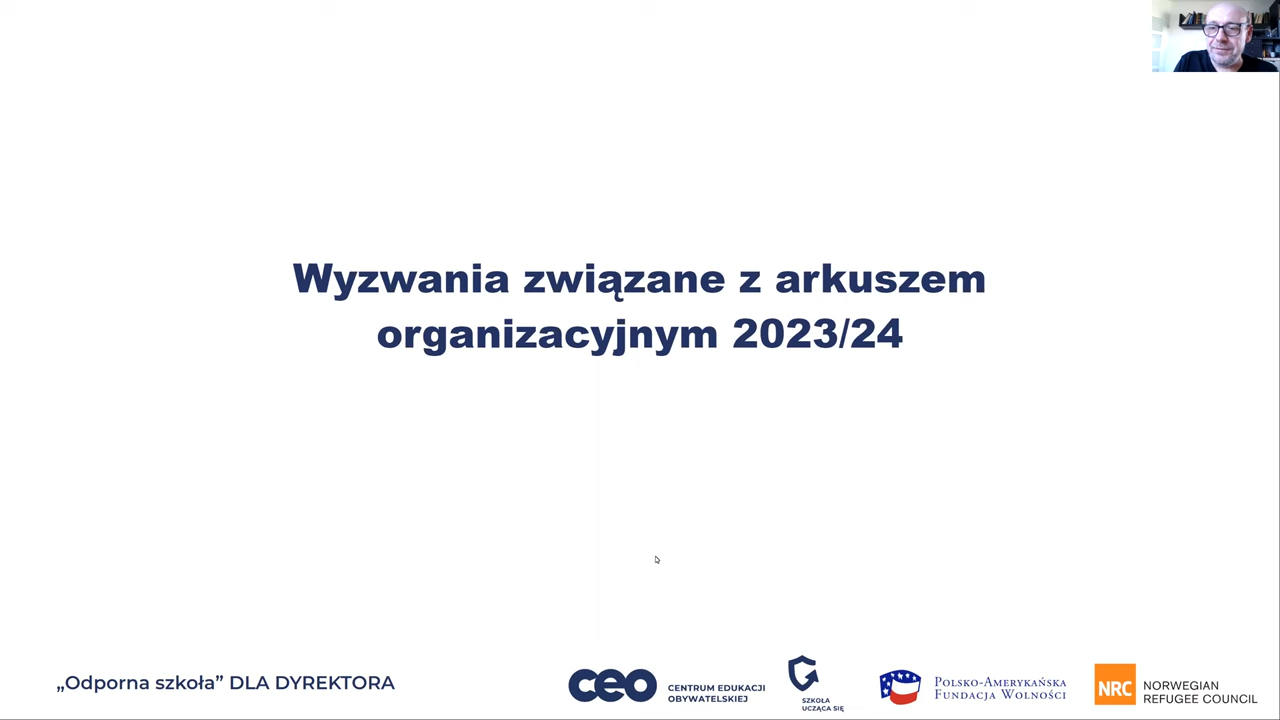 Wyzwania związane z arkuszem
organizacyjnym 2023/24
„Odporna szkoła” DLA DYREKTORA
ceo
CENTRUM EDUKACJI
OBYWATELSKIEJ
SZKOŁA
UCZĄCA SIĘ
POLSKO-AMERYKAŃSKA
FUNDACJA WOLNOŚCI
NRC
NORWEGIAN
REFUGEE COUNCIL